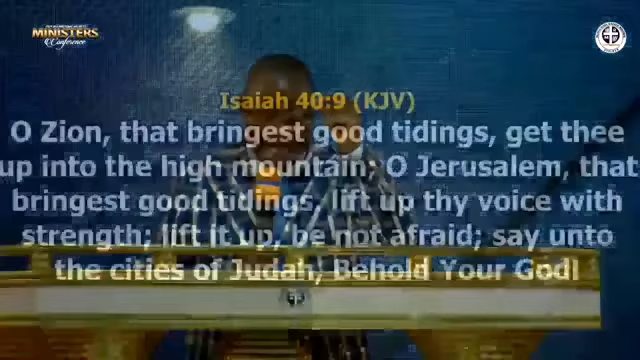 MINISTERS
Conference
Isaiah 40:9 (KJV)
O Zion, that bringest good tidings, get thee
up into the high mountain; O Jerusalem, that
bringest good tidings, lift up thy voice with
strength; lift it up, be not afraid; say unto
the cities of Judah, Behold Your God!